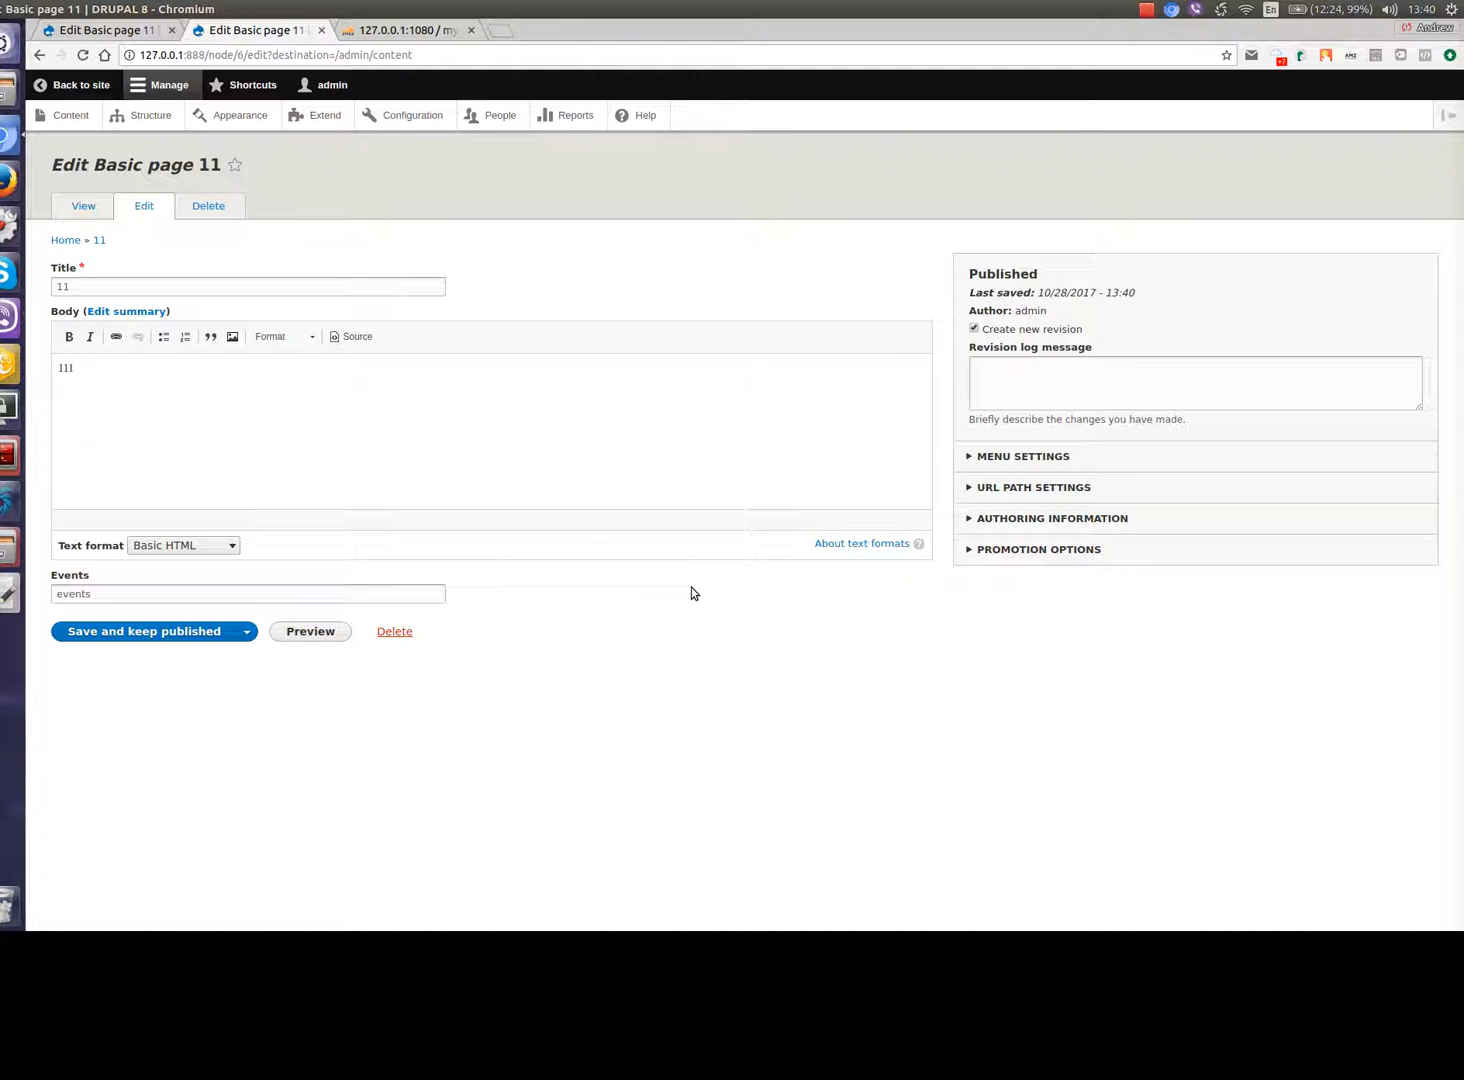 Basic page 11 | DRUPAL 8 - Chromium
En
(12:24, 99%)
13:40
Edit Basic page 11
Edit Basic page 11
127.0.0.1:1080 / my
Andrew
127.0.0.1:888/node/6/edit?destination=/admin/content
+7
AMZ
Back to site
Manage
Shortcuts
admin
Content
Structure
Appearance
Extend
Configuration
People
Reports
Help
Edit Basic page 11
View
Edit
Delete
Home » 11
Title *
11
Body (Edit summary)
B
I
Format
Source
111
Text format
Basic HTML
About text formats ?
Events
events
Save and keep published
Preview
Delete
Published
Last saved: 10/28/2017 - 13:40
Author: admin
Create new revision
Revision log message
Briefly describe the changes you have made.
MENU SETTINGS
URL PATH SETTINGS
AUTHORING INFORMATION
PROMOTION OPTIONS